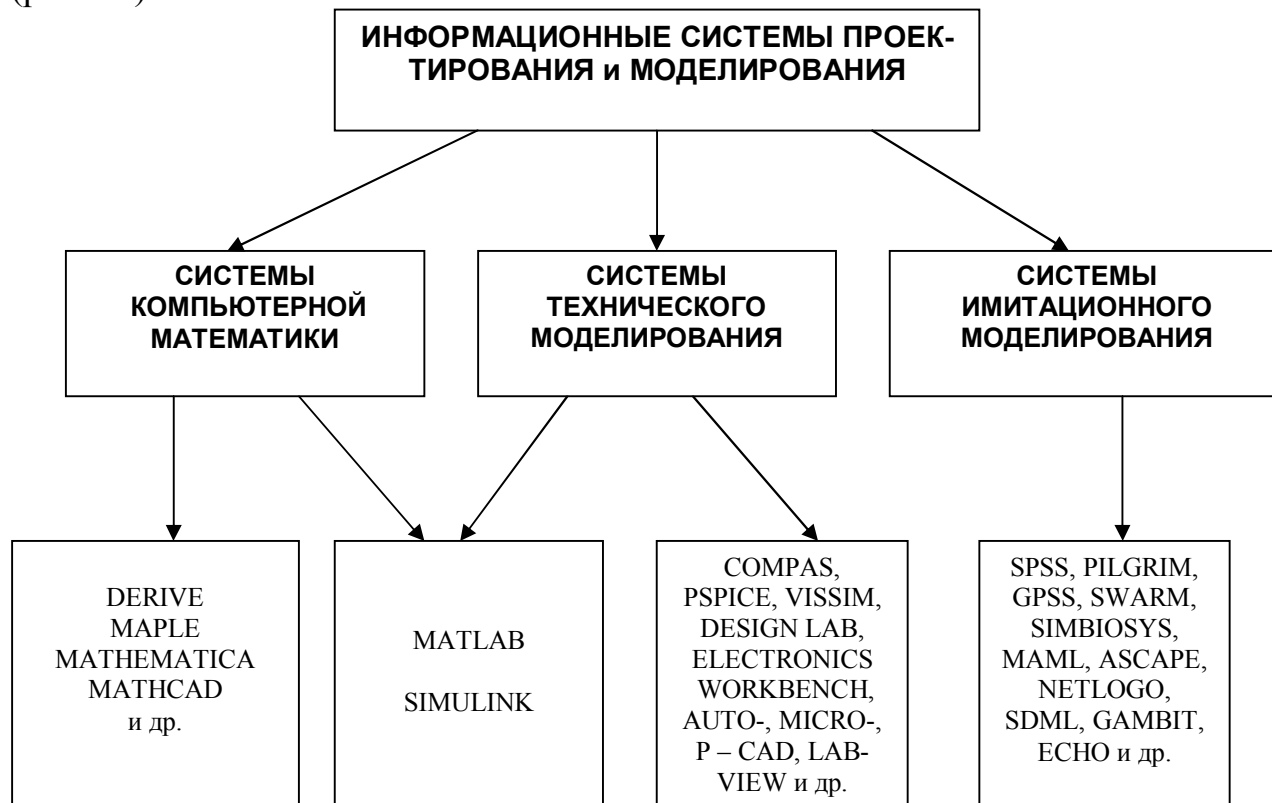 ИНФОРМАЦИОННЫЕ СИСТЕМЫ ПРОЕК-
ТИРОВАНИЯ и МОДЕЛИРОВАНИЯ
СИСТЕМЫ
КОМПЬЮТЕРНОЙ
МАТЕМАТИКИ
СИСТЕМЫ
ТЕХНИЧЕСКОГО
МОДЕЛИРОВАНИЯ
СИСТЕМЫ
ИМИТАЦИОННОГО
МОДЕЛИРОВАНИЯ
DERIVE
MAPLE
MATHEMATICA
MATHCAD
и др.
MATLAB
SIMULINK
COMPAS,
PSPICE, VISSIM,
DESIGN LAB,
ELECTRONICS
WORKBENCH,
AUTO-, MICRO-,
P – CAD, LAB-
VIEW и др.
SPSS, PILGRIM,
GPSS, SWARM,
SIMBIOSYS,
MAML, ASCAPE,
NETLOGO,
SDML, GAMBIT,
ECHO и др.